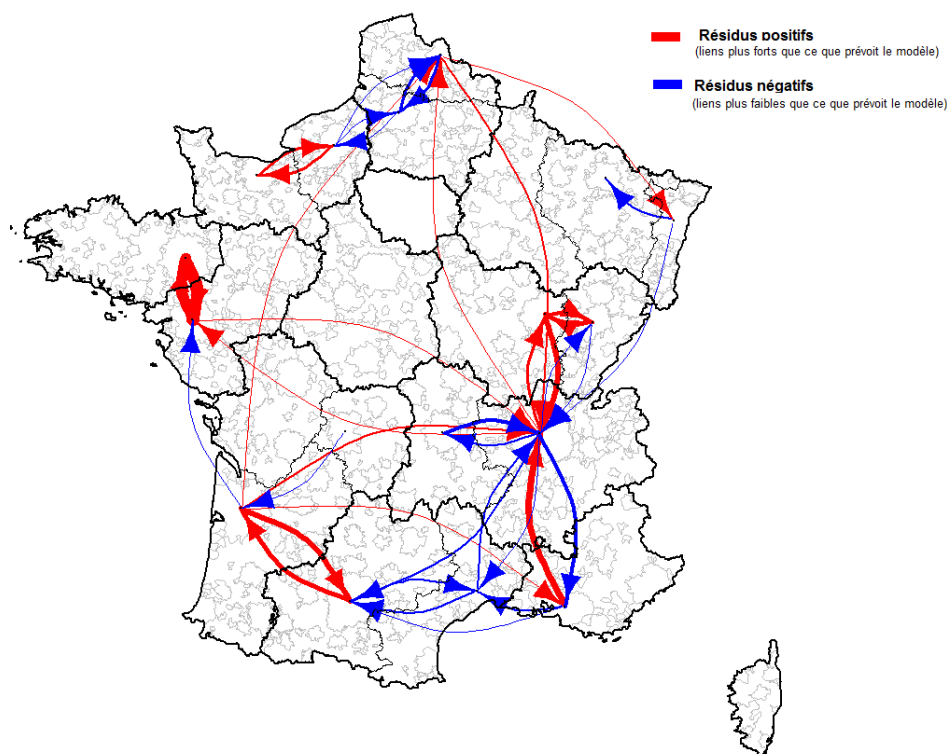 Résidus positifs
(liens plus forts que ce que prévoit le modèle)
Résidus négatifs
(liens plus faibles que ce que prévoit le modèle)